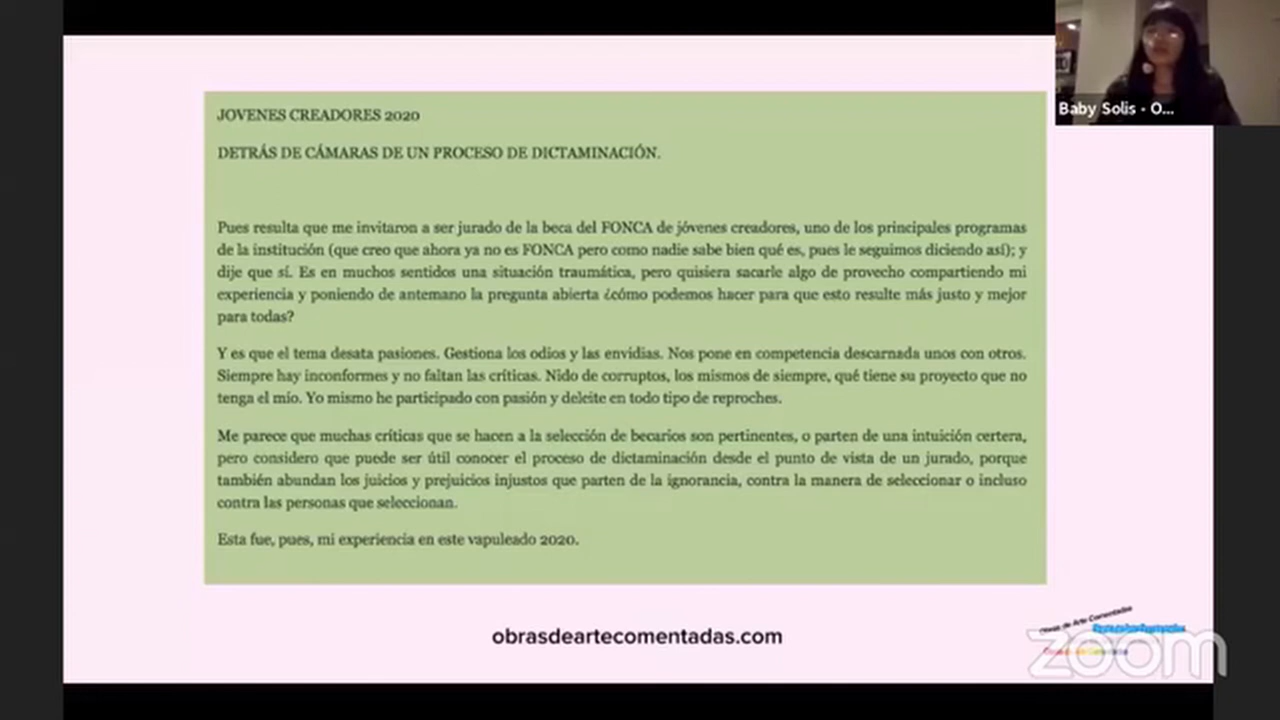 Baby Solis - O...
JOVENES CREADORES 2020
DETRÁS DE CÁMARAS DE UN PROCESO DE DICTAMINACIÓN.
Pues resulta que me invitaron a ser jurado de la beca del FONCA de jóvenes creadores, uno de los principales programas
de la institución (que creo que ahora ya no es FONCA pero como nadie sabe bien qué es, pues le seguimos diciendo así); y
dije que sí. Es en muchos sentidos una situación traumática, pero quisiera sacarle algo de provecho compartiendo mi
experiencia y poniendo de antemano la pregunta abierta ¿cómo podemos hacer para que esto resulte más justo y mejor
para todas?
Y es que el tema desata pasiones. Gestiona los odios y las envidias. Nos pone en competencia descarnada unos con otros.
Siempre hay inconformes y no faltan las críticas. Nido de corruptos, los mismos de siempre, qué tiene su proyecto que no
tenga el mío. Yo mismo he participado con pasión y deleite en todo tipo de reproches.
Me parece que muchas críticas que se hacen a la selección de becarios son pertinentes, o parten de una intuición certera,
pero considero que puede ser útil conocer el proceso de dictaminación desde el punto de vista de un jurado, porque
también abundan los juicios y prejuicios injustos que parten de la ignorancia, contra la manera de seleccionar o incluso
contra las personas que seleccionan.
Esta fue, pues, mi experiencia en este vapuleado 2020.
obrasdeartecomentadas.com
Obras de Arte Comentadas
zoom